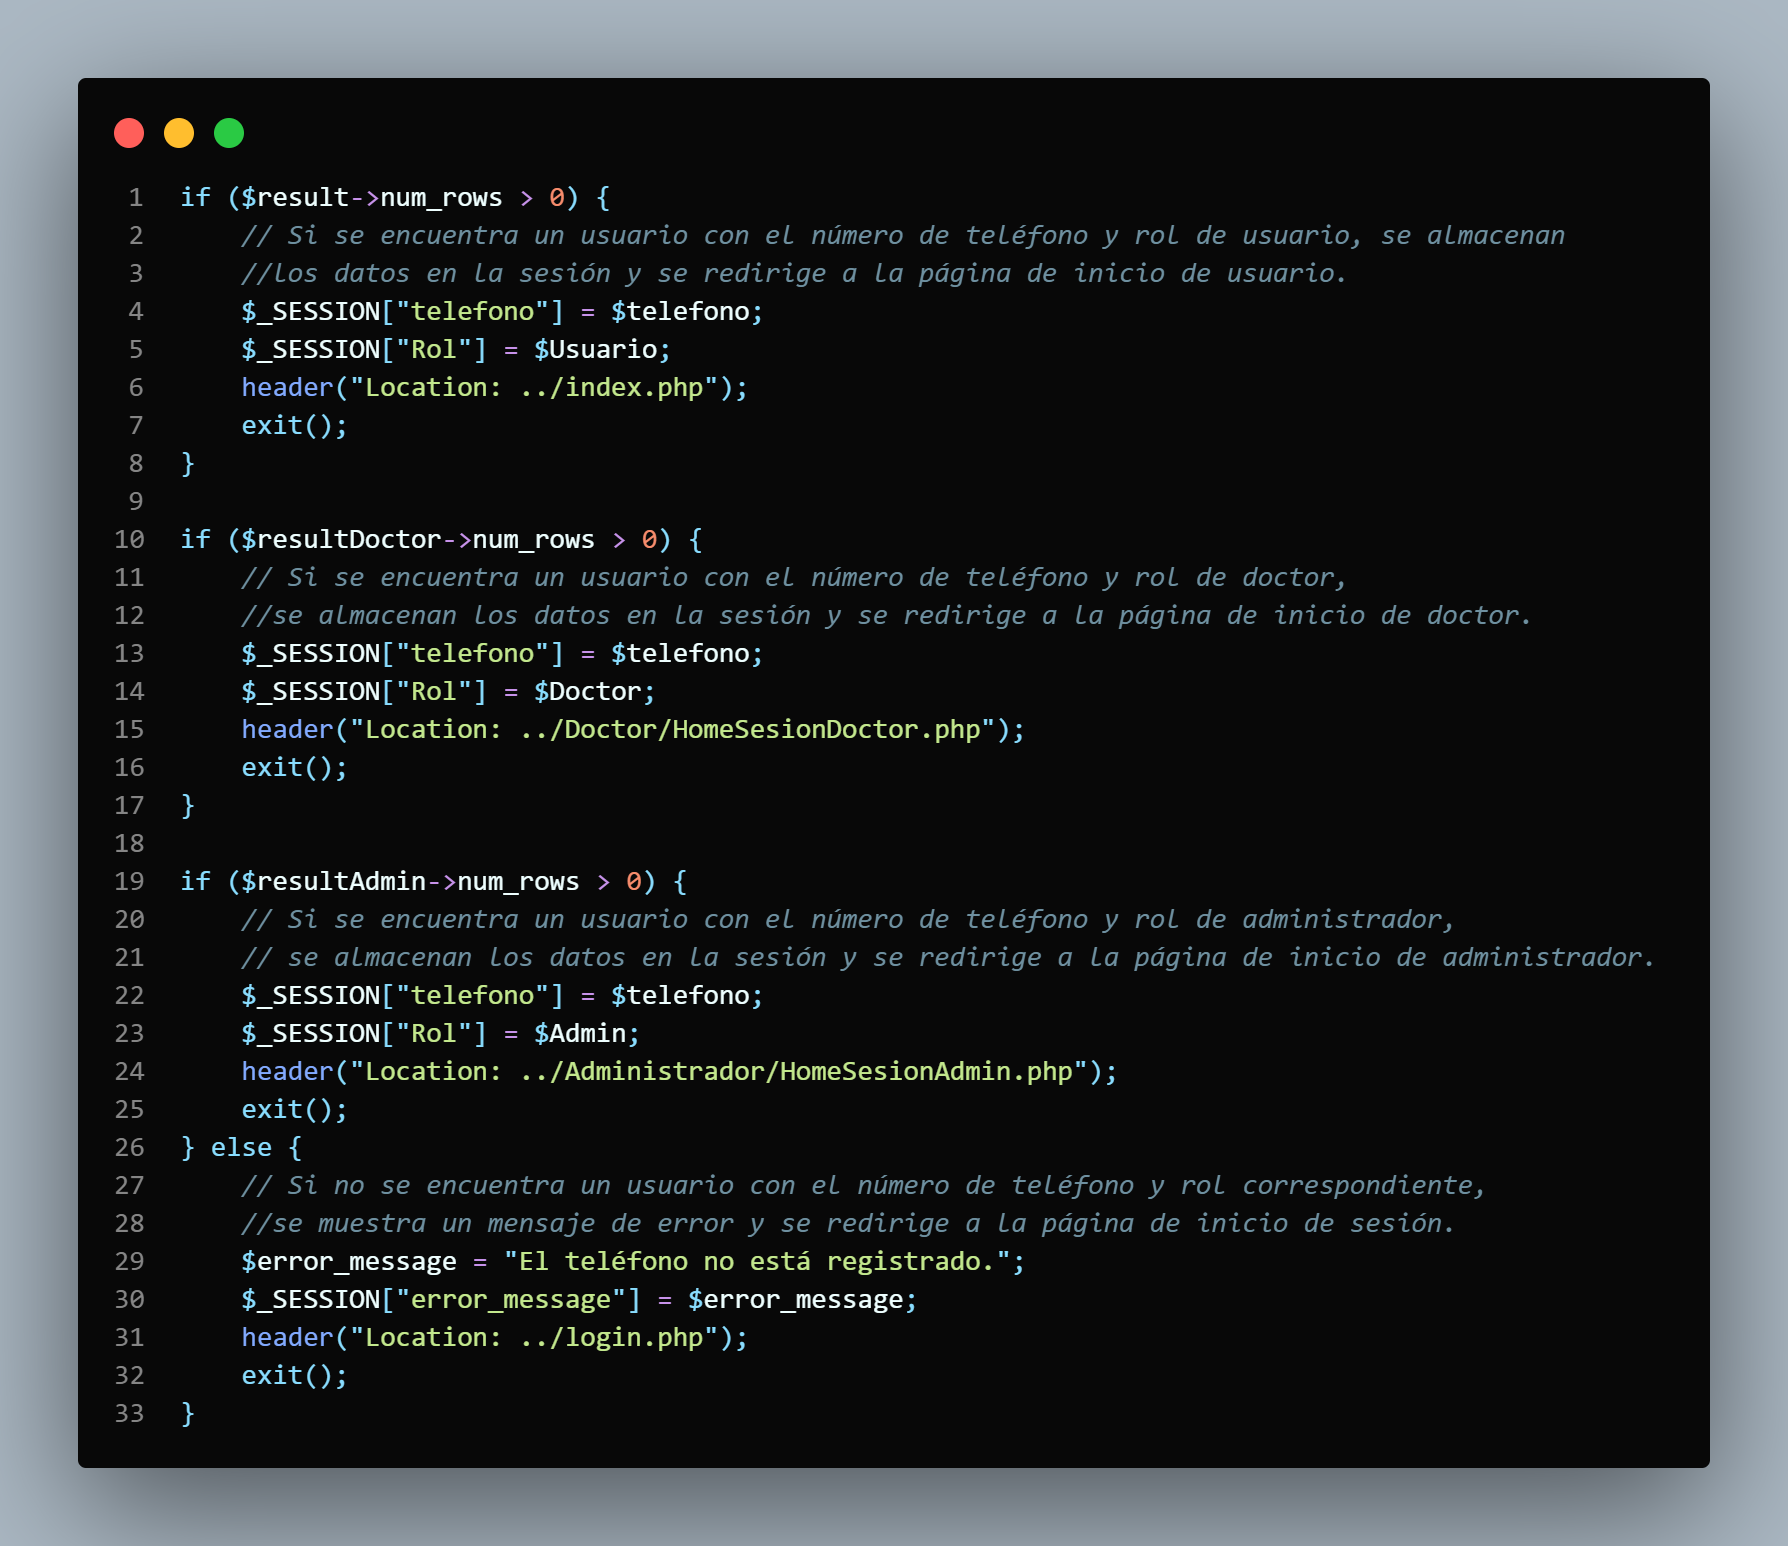 1 if ($result->num_rows > 0) {
2     // Si se encuentra un usuario con el número de teléfono y rol de usuario, se almacenan
3     //los datos en la sesión y se redirige a la página de inicio de usuario.
4     $_SESSION["telefono"] = $telefono;
5     $_SESSION["Rol"] = $Usuario;
6     header("Location: ../index.php");
7     exit();
8 }
9
10 if ($resultDoctor->num_rows > 0) {
11     // Si se encuentra un usuario con el número de teléfono y rol de doctor,
12     //se almacenan los datos en la sesión y se redirige a la página de inicio de doctor.
13     $_SESSION["telefono"] = $telefono;
14     $_SESSION["Rol"] = $Doctor;
15     header("Location: ../Doctor/HomeSesionDoctor.php");
16     exit();
17 }
18
19 if ($resultAdmin->num_rows > 0) {
20     // Si se encuentra un usuario con el número de teléfono y rol de administrador,
21     // se almacenan los datos en la sesión y se redirige a la página de inicio de administrador.
22     $_SESSION["telefono"] = $telefono;
23     $_SESSION["Rol"] = $Admin;
24     header("Location: ../Administrador/HomeSesionAdmin.php");
25     exit();
26 } else {
27     // Si no se encuentra un usuario con el número de teléfono y rol correspondiente,
28     //se muestra un mensaje de error y se redirige a la página de inicio de sesión.
29     $error_message = "El teléfono no está registrado.";
30     $_SESSION["error_message"] = $error_message;
31     header("Location: ../login.php");
32     exit();
33 }